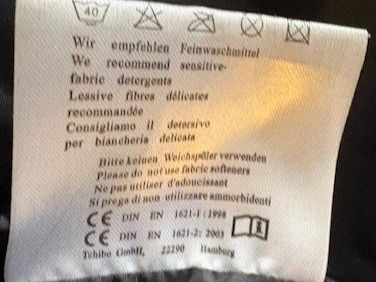 40
Wir empfehlen Feinwaschmittel
We recommend sensitive-
fabric detergents
Lessive fibres délicates
recommandée
Consigliamo il detersivo
per biancheria delicata
Bitte keinen Weichspüler verwenden
Please do not use fabric softeners
Ne pas utiliser d'adoucissant
Si prega di non utilizzare ammorbidenti
CE DIN EN 1621-1:1998
CE DIN EN 1621-2: 2003
Tchibo GmbH, 22290 Hamburg